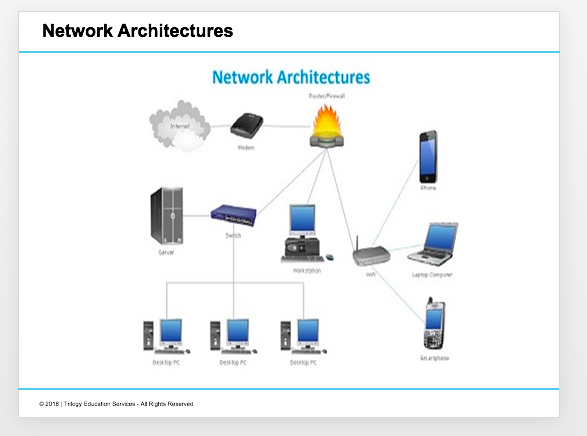 Network Architectures
Network Architectures
Router/Firewall
Internet
Modem
iPhone
Switch
Server
Workstation
WiFi
Laptop Computer
Desktop PC
Desktop PC
Desktop PC
Smartphone
© 2018 | Trilogy Education Services - All Rights Reserved